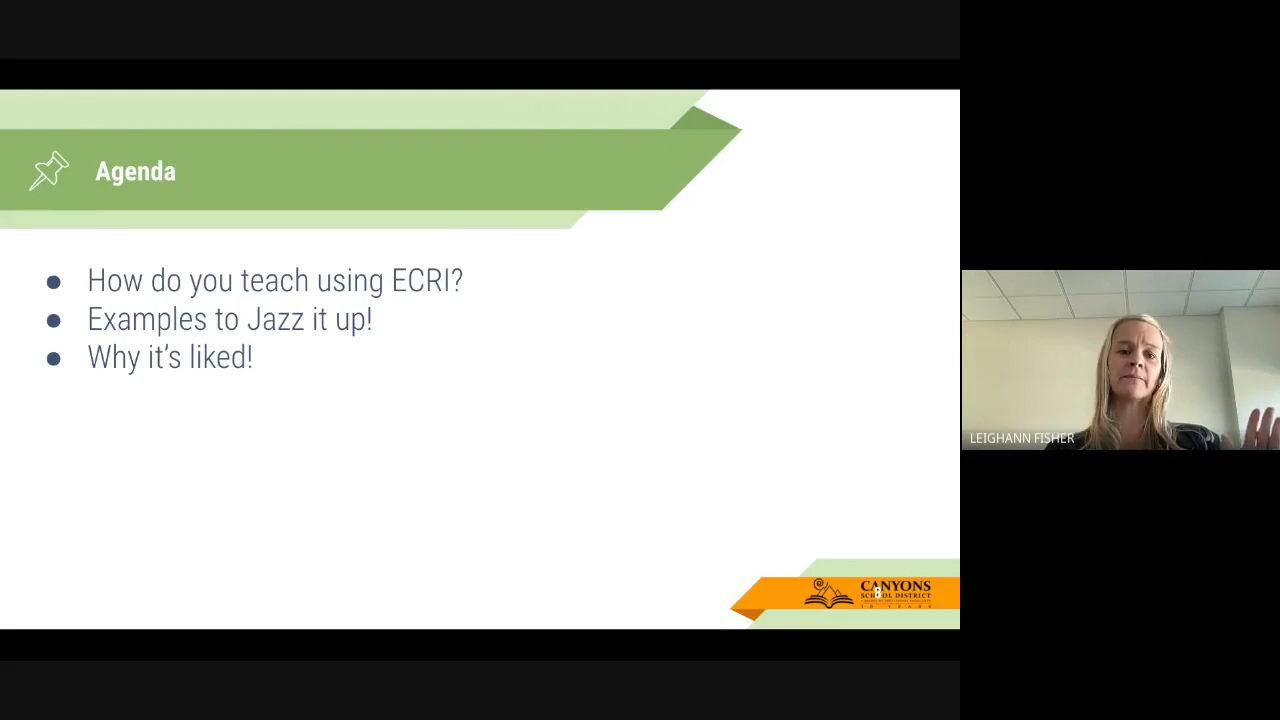 Agenda
● How do you teach using ECRI?
● Examples to Jazz it up!
● Why it's liked!
LEIGHANN FISHER
CANYONS
SCHOOL DISTRICT
8